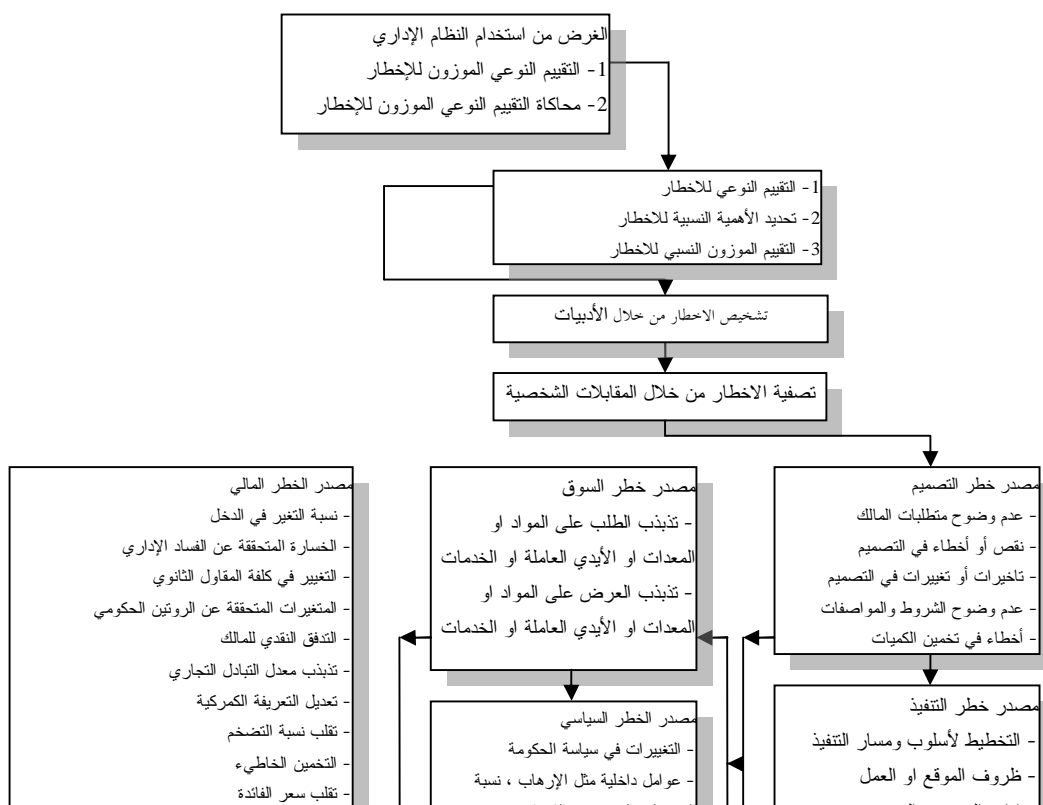 الغرض من استخدام النظام الإداري
1- التقييم النوعي الموزون للإخطار
2- محاكاة التقييم النوعي الموزون للإخطار
1- التقييم النوعي للاخطار
2- تحديد الأهمية النسبية للاخطار
3- التقييم الموزون النسبي للاخطار
تشخيص الاخطار من خلال الأدبيات
تصفية الاخطار من خلال المقابلات الشخصية
مصدر خطر التصميم
- عدم وضوح متطلبات المالك
- نقص أو أخطاء في التصميم
- تاخيرات أو تغييرات في التصميم
- عدم وضوح الشروط والمواصفات
- أخطاء في تخمين الكميات
مصدر خطر التنفيذ
- التخطيط لأسلوب ومسار التنفيذ
- ظروف الموقع او العمل
مصدر خطر السوق
- تذبذب الطلب على المواد او
المعدات او الأيدي العاملة او الخدمات
- تذبذب العرض على المواد او
المعدات او الأيدي العاملة او الخدمات
مصدر الخطر السياسي
- التغييرات في سياسة الحكومة
- عوامل داخلية مثل الإرهاب ، نسبة
مصدر الخطر المالي
- نسبة التغير في الدخل
- الخسارة المتحققة عن الفساد الإداري
- التغيير في كلفة المقاول الثانوي
- المتغيرات المتحققة عن الروتين الحكومي
- التدفق النقدي للمالك
- تذبذب معدل التبادل التجاري
- تعديل التعريفة الكمركية
- تقلب نسبة التضخم
- التخمين الخاطيء
- تقلب سعر الفائدة